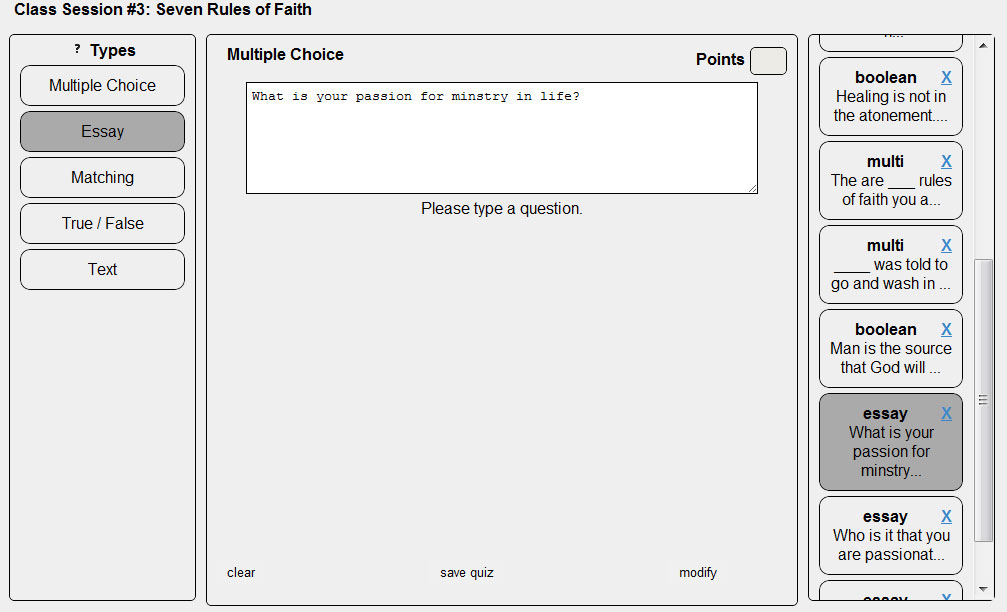 Class Session #3: Seven Rules of Faith
? Types
Multiple Choice
Essay
Matching
True / False
Text
Multiple Choice
Points
What is your passion for minstry in life?
Please type a question.
clear
save quiz
modify
boolean X
Healing is not in
the atonement....
multi X
The are ___ rules
of faith you a...
multi X
____ was told to
go and wash in ...
boolean X
Man is the source
that God will ...
essay X
What is your
passion for
minstry...
essay X
Who is it that you
are passionat...
essay X